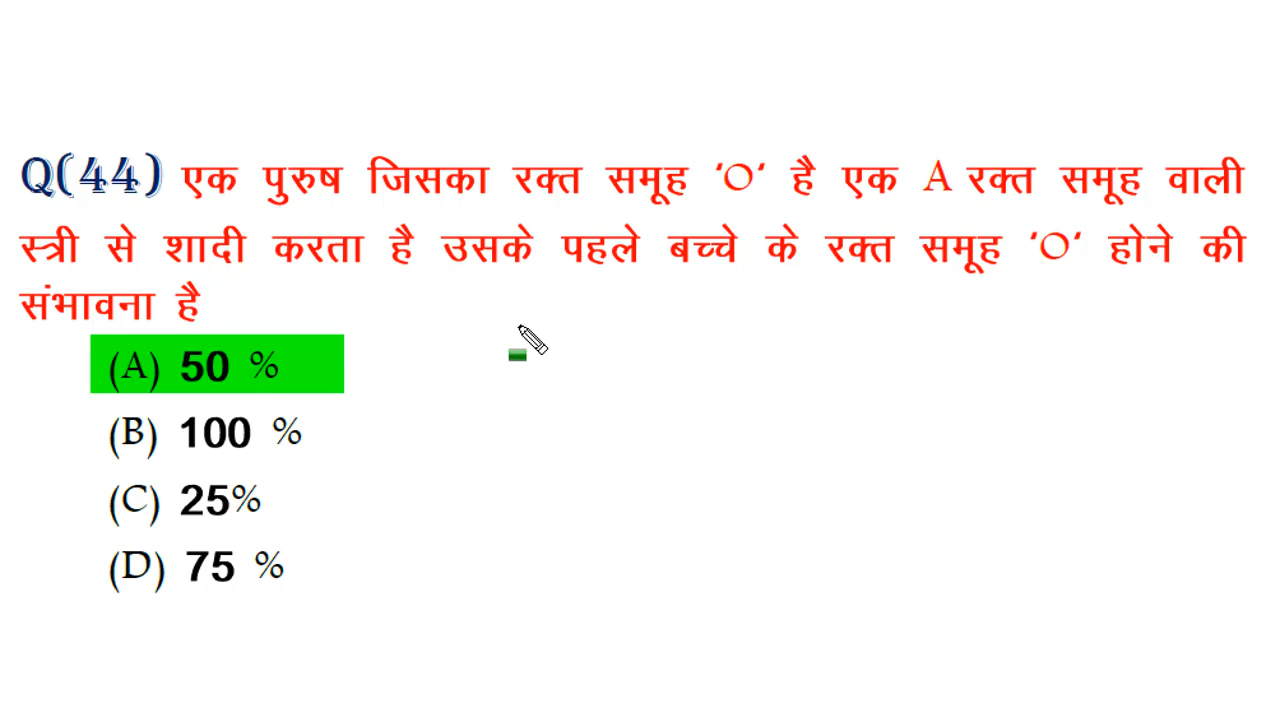 Q(44) एक पुरुष जिसका रक्त समूह 'O' है एक A रक्त समूह वाली
स्त्री से शादी करता है उसके पहले बच्चे के रक्त समूह 'O' होने की
संभावना है
(A) 50 %
(B) 100 %
(C) 25%
(D) 75 %